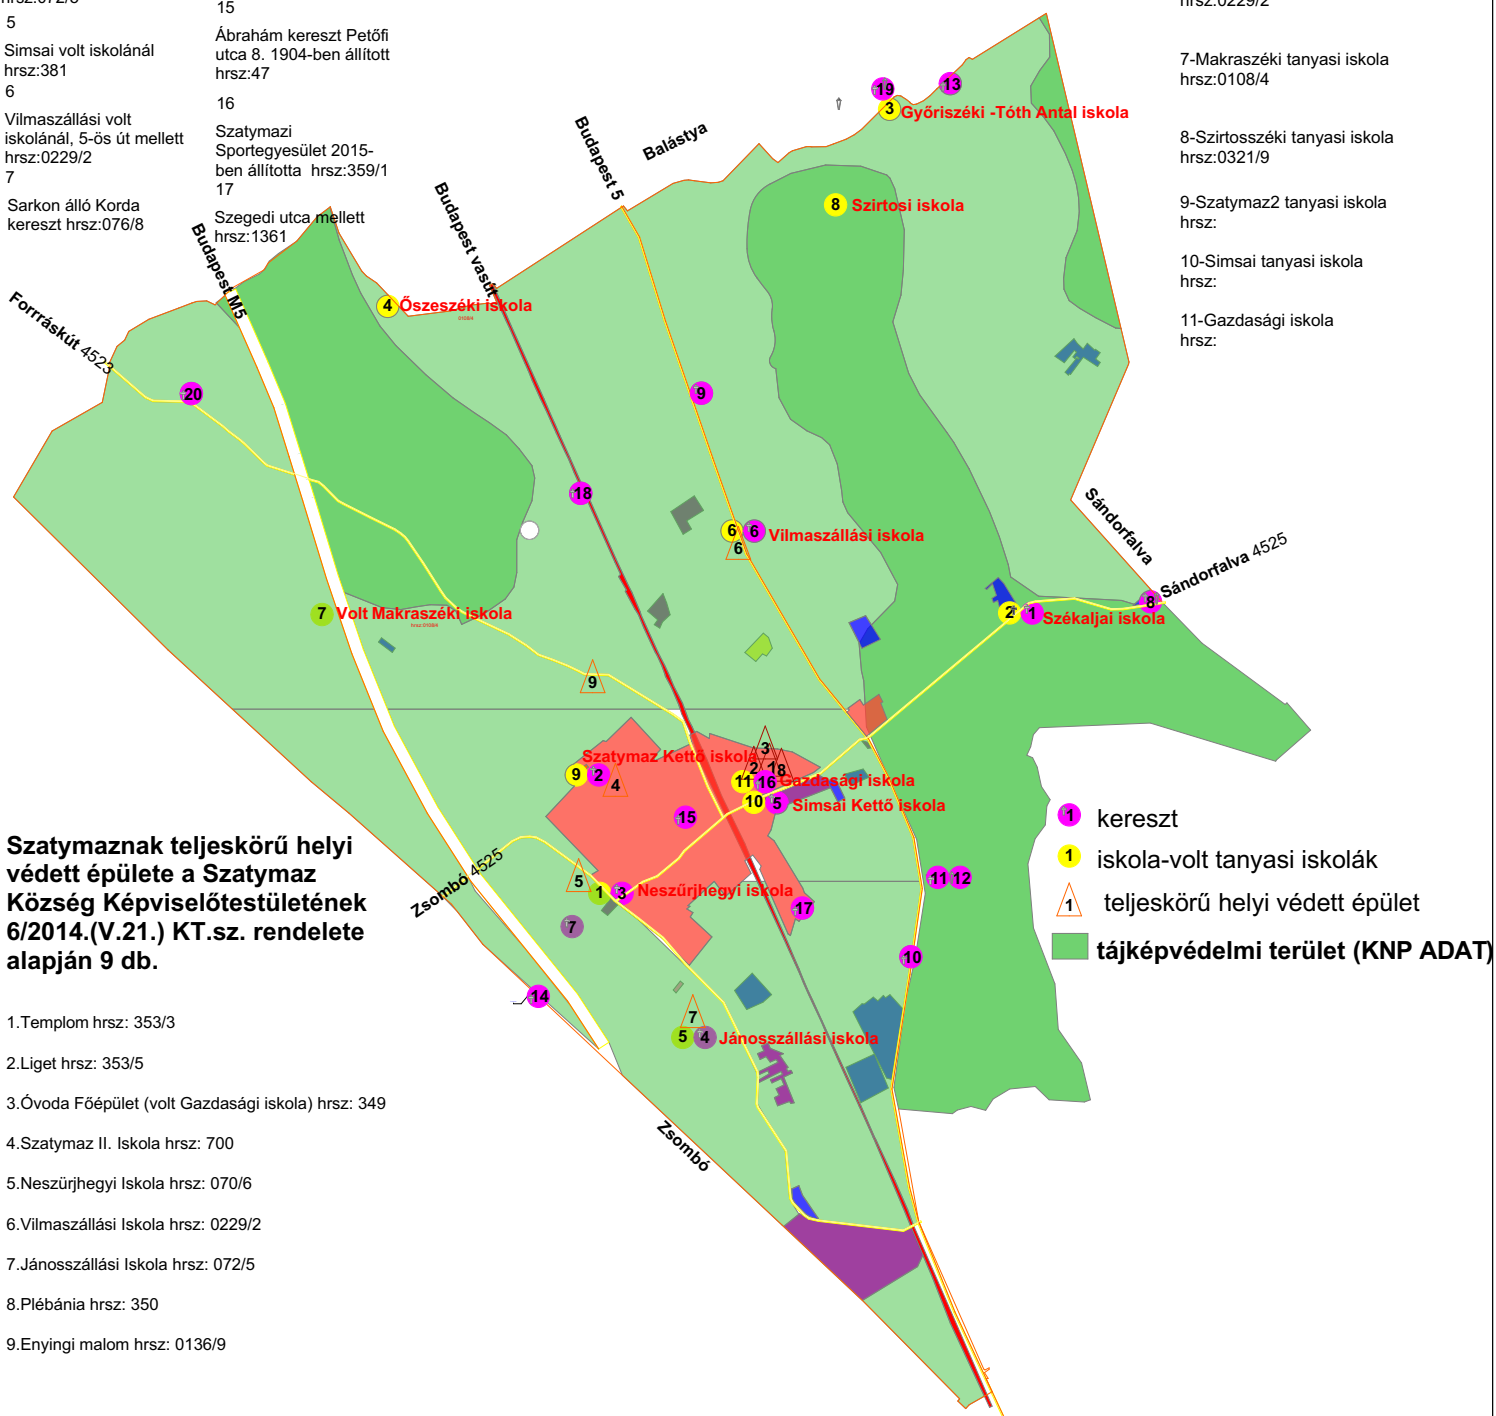 hrsz:072/5
5
Simsai volt iskolánál
hrsz:381
6
Vilmaszállási volt
iskolánál, 5-ös út mellett
hrsz:0229/2
7
Sarkon álló Korda
kereszt hrsz:076/8
15
Ábrahám kereszt Petőfi
utca 8. 1904-ben állított
hrsz:47
16
Szatymazi
Sportegyesület 2015-
ben állította hrsz:359/1
17
Szegedi utca mellett
hrsz:1361
hrsz:0229/2
7-Makraszéki tanyasi iskola
hrsz:0108/4
8-Szirtosszéki tanyasi iskola
hrsz:0321/9
9-Szatymaz2 tanyasi iskola
hrsz:
10-Simsai tanyasi iskola
hrsz:
11-Gazdasági iskola
hrsz:
Budapest M5
Budapest vasút
Budapest 5
Balástya
Forrráskút 4523
19
13
3 Győriszéki -Tóth Antal iskola
8 Szirtosi iskola
4 Őszeszéki iskola
20
9
18
6
6 Vilmaszállási iskola
6
Sándorfalva
Sándorfalva 4525
8
2
1 Székaljai iskola
7 Volt Makraszéki iskola
9
Szatymaz Kettő iskola
3
2
1
8
9
2
4
11
16 Gazdasági iskola
10
5 Simsai Kettő iskola
15
Zsombó 4525
5
1
3 Neszűrjhegyi iskola
7
17
11
12
10
14
7
5
4 Jánosszállási iskola
Zsombó
1 kereszt
1 iskola-volt tanyasi iskolák
1 teljeskörű helyi védett épület
tájképvédelmi terület (KNP ADAT)
Szatymaznak teljeskörű helyi
védett épülete a Szatymaz
Község Képviselőtestületének
6/2014.(V.21.) KT.sz. rendelete
alapján 9 db.
1.Templom hrsz: 353/3
2.Liget hrsz: 353/5
3.Óvoda Főépület (volt Gazdasági iskola) hrsz: 349
4.Szatymaz II. Iskola hrsz: 700
5.Neszürjhegyi Iskola hrsz: 070/6
6.Vilmaszállási Iskola hrsz: 0229/2
7.Jánosszállási Iskola hrsz: 072/5
8.Plébánia hrsz: 350
9.Enyingi malom hrsz: 0136/9